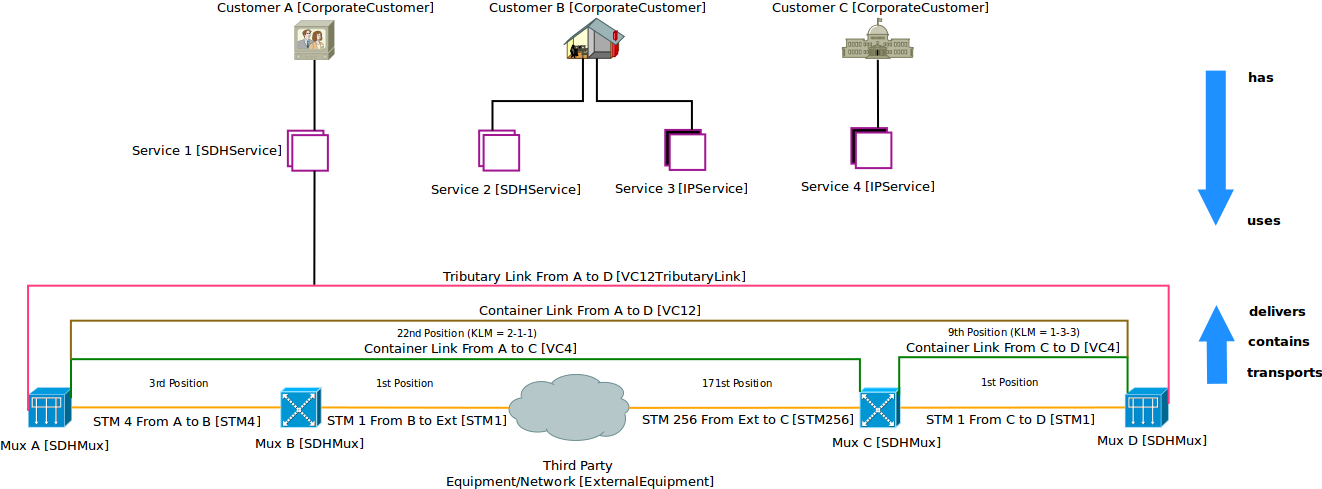 Customer A [CorporateCustomer]
Customer B [CorporateCustomer]
Customer C [CorporateCustomer]
has
Service 1 [SDHService]
Service 2 [SDHService]
Service 3 [IPService]
Service 4 [IPService]
uses
Tributary Link From A to D [VC12TributaryLink]
Container Link From A to D [VC12]
delivers
22nd Position (KLM = 2-1-1)
9th Position (KLM = 1-3-3)
contains
Container Link From A to C [VC4]
Container Link From C to D [VC4]
transports
3rd Position
1st Position
171st Position
1st Position
STM 4 From A to B [STM4]
STM 1 From B to Ext [STM1]
STM 256 From Ext to C [STM256]
STM 1 From C to D [STM1]
Mux A [SDHMux]
Mux B [SDHMux]
Mux C [SDHMux]
Mux D [SDHMux]
Third Party
Equipment/Network [ExternalEquipment]